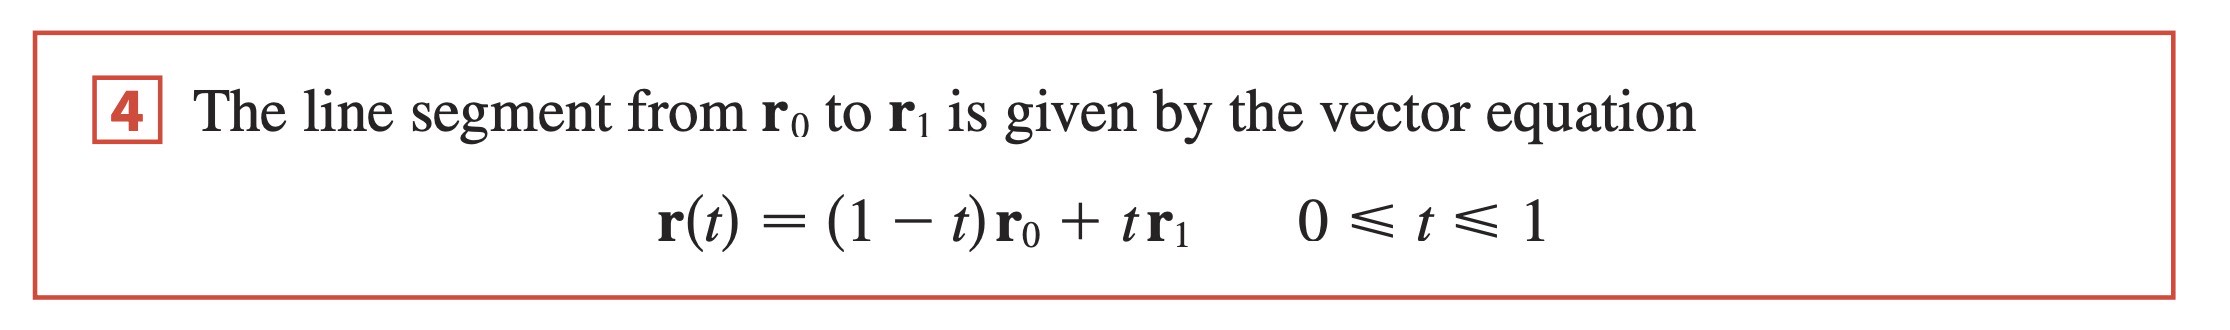 4 The line segment from r₀ to r₁ is given by the vector equation
r(t) = (1 − t)r₀ + t r₁ 0 ⩽ t ⩽ 1